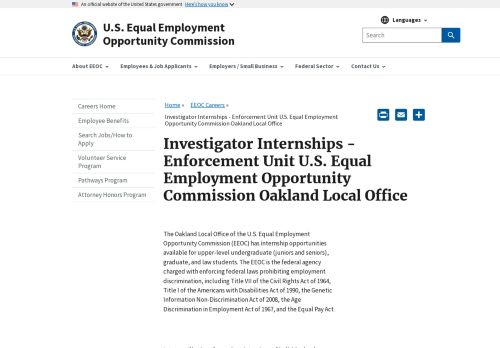 An official website of the United States government Here's how you know
U.S. Equal Employment
Opportunity Commission
Languages
Search
About EEOC
Employees & Job Applicants
Employers / Small Business
Federal Sector
Contact Us
Careers Home
Employee Benefits
Search Jobs/How to
Apply
Volunteer Service
Program
Pathways Program
Attorney Honors Program
Home » EEOC Careers »
Investigator Internships - Enforcement Unit U.S. Equal Employment
Opportunity Commission Oakland Local Office
Investigator Internships -
Enforcement Unit U.S. Equal
Employment Opportunity
Commission Oakland Local Office
The Oakland Local Office of the U.S. Equal Employment
Opportunity Commission (EEOC) has internship opportunities
available for upper-level undergraduate (juniors and seniors),
graduate, and law students. The EEOC is the federal agency
charged with enforcing federal laws prohibiting employment
discrimination, including Title VII of the Civil Rights Act of 1964,
Title I of the Americans with Disabilities Act of 1990, the Genetic
Information Non-Discrimination Act of 2008, the Age
Discrimination in Employment Act of 1967, and the Equal Pay Act